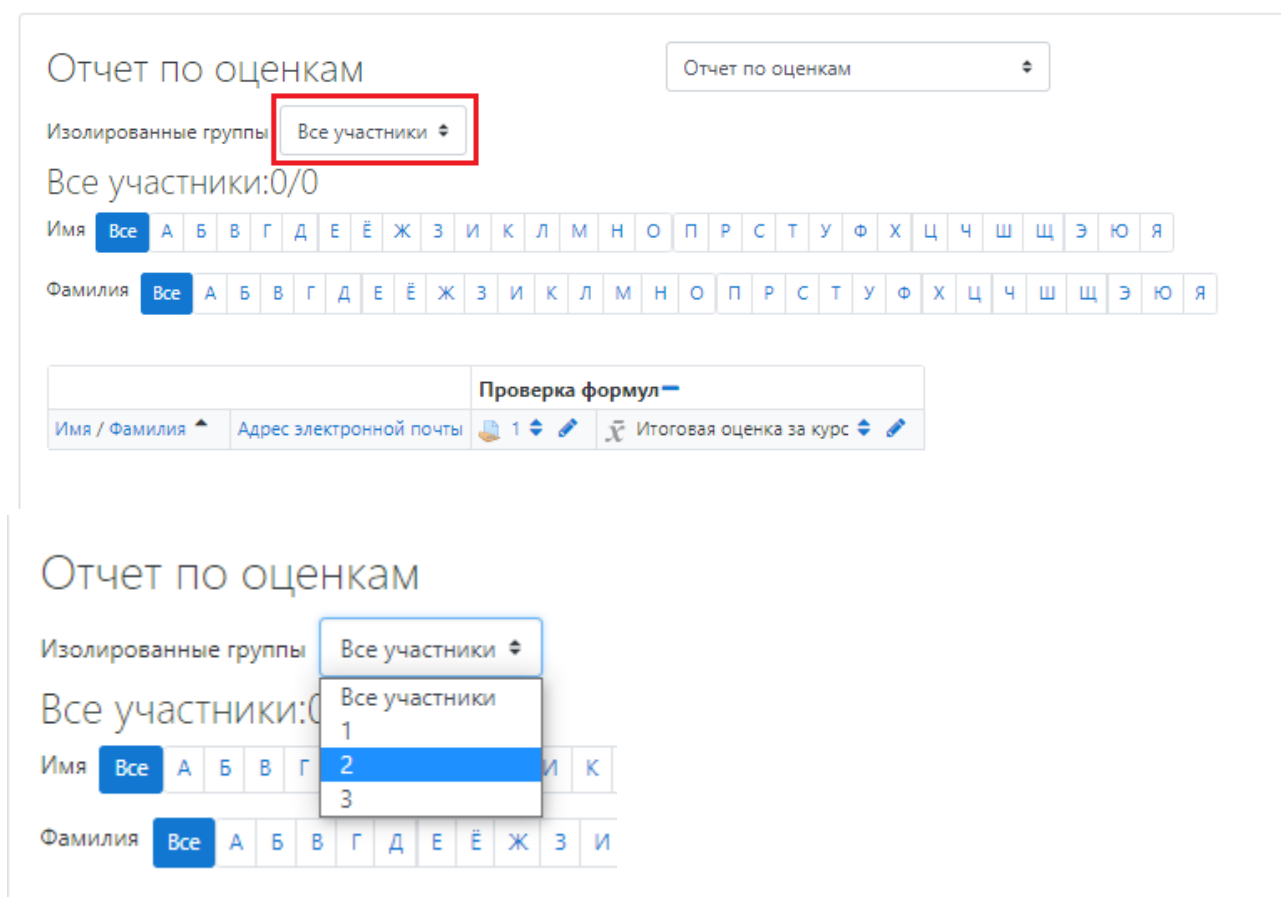 Отчет по оценкам
Отчет по оценкам
Изолированные группы Все участники
Все участники:0/0
Имя Все А Б В Г Д Е Ё Ж З И К Л М Н О П Р С Т У Ф Х Ц Ч Ш Щ Э Ю Я
Фамилия Все А Б В Г Д Е Ё Ж З И К Л М Н О П Р С Т У Ф Х Ц Ч Ш Щ Э Ю Я
Проверка формул
Имя / Фамилия Адрес электронной почты 1 x̄ Итоговая оценка за курс
Отчет по оценкам
Изолированные группы Все участники
Все участники:
Все участники
1
2
3
Имя Все А Б В Г И К
Фамилия Все А Б В Г Д Е Ё Ж З И